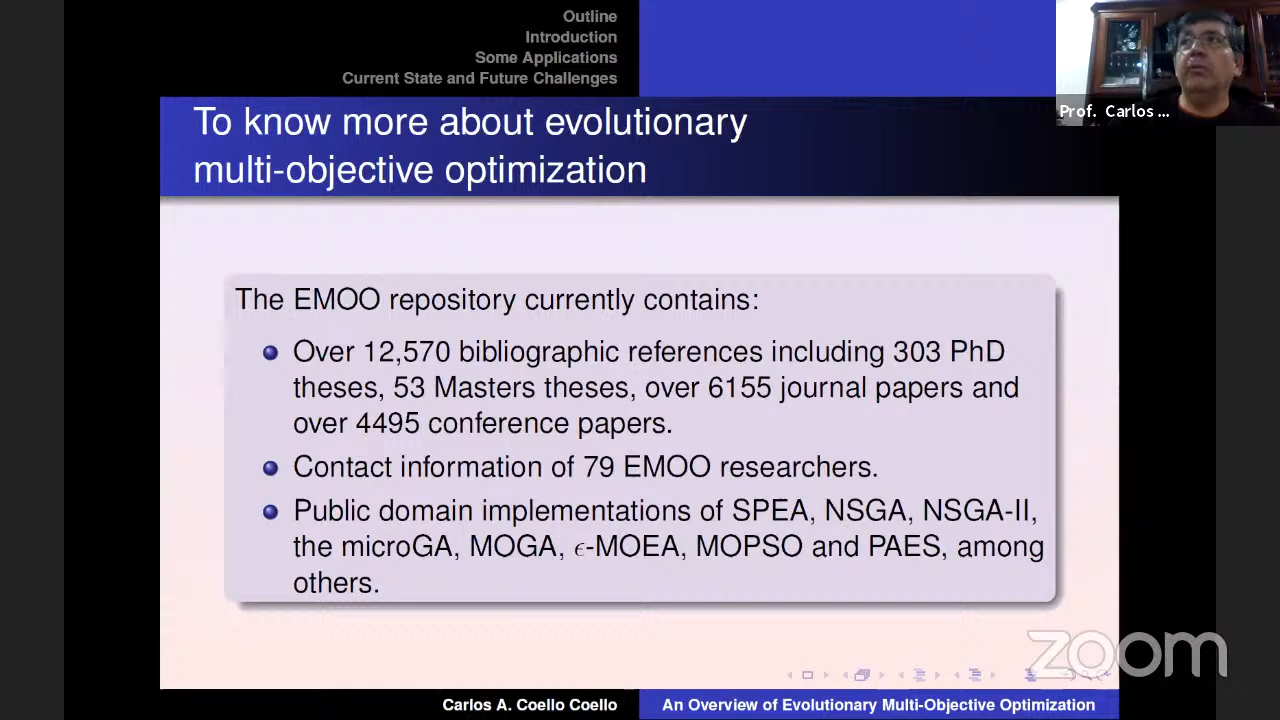 Outline
Introduction
Some Applications
Current State and Future Challenges
Prof. Carlos ...
To know more about evolutionary
multi-objective optimization
The EMOO repository currently contains:
Over 12,570 bibliographic references including 303 PhD
theses, 53 Masters theses, over 6155 journal papers and
over 4495 conference papers.
Contact information of 79 EMOO researchers.
Public domain implementations of SPEA, NSGA, NSGA-II,
the microGA, MOGA, ϵ-MOEA, MOPSO and PAES, among
others.
zoom
Carlos A. Coello Coello
An Overview of Evolutionary Multi-Objective Optimization